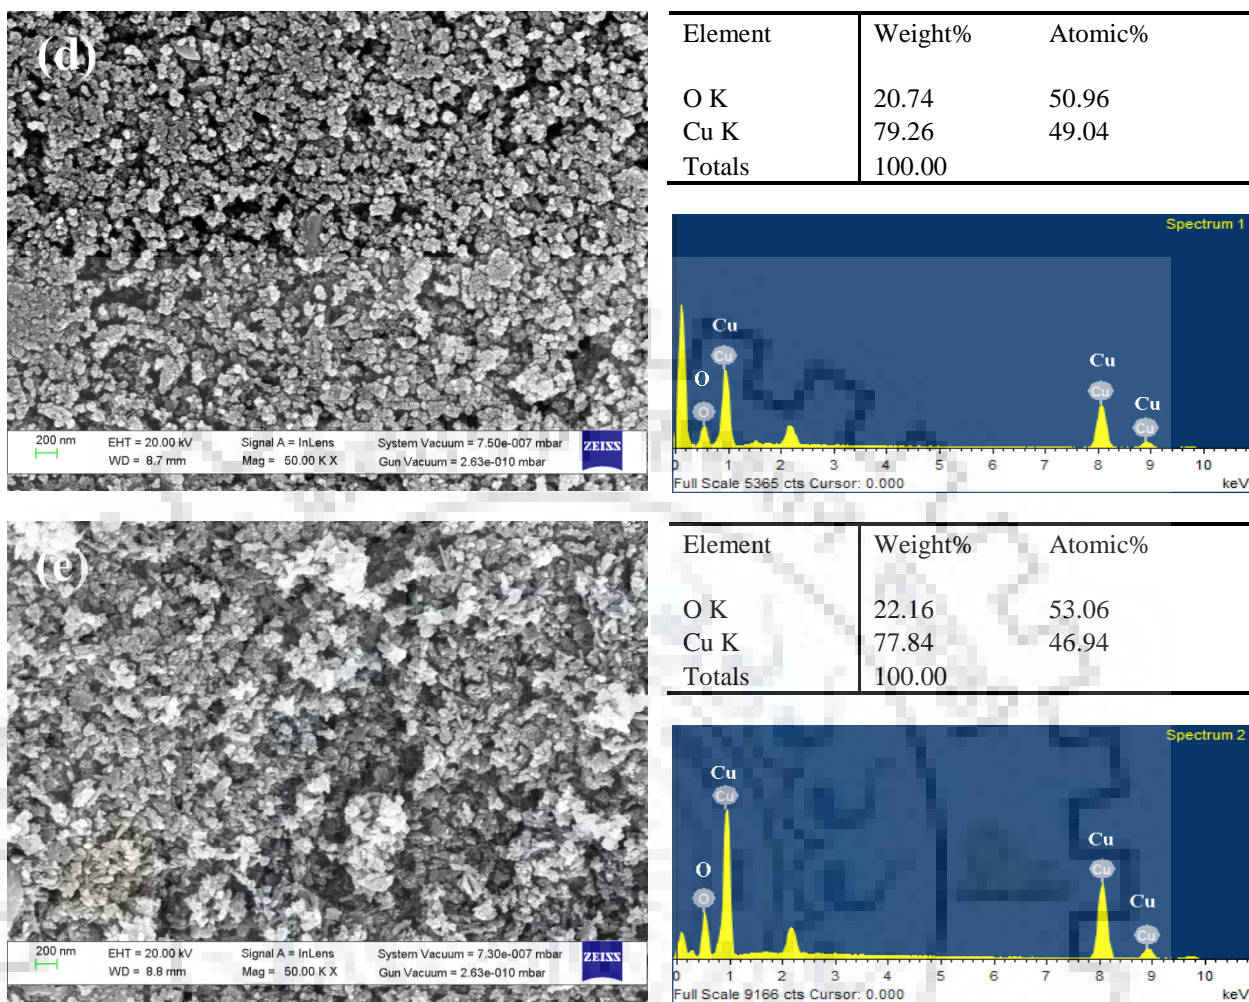 (d)
200 nm EHT = 20.00 kV Signal A = InLens System Vacuum = 7.50e-007 mbar ZEISS
WD = 8.7 mm Mag = 50.00 K X Gun Vacuum = 2.63e-010 mbar
Element Weight% Atomic%
O K 20.74 50.96
Cu K 79.26 49.04
Totals 100.00
Spectrum 1
Cu
Cu
O
O
Cu
Cu
Cu
Cu
0 1 2 3 4 5 6 7 8 9 10
Full Scale 5365 cts Cursor: 0.000 keV
(e)
200 nm EHT = 20.00 kV Signal A = InLens System Vacuum = 7.30e-007 mbar ZEISS
WD = 8.8 mm Mag = 50.00 K X Gun Vacuum = 2.63e-010 mbar
Element Weight% Atomic%
O K 22.16 53.06
Cu K 77.84 46.94
Totals 100.00
Spectrum 2
Cu
Cu
O
O
Cu
Cu
Cu
Cu
0 1 2 3 4 5 6 7 8 9 10
Full Scale 9166 cts Cursor: 0.000 keV